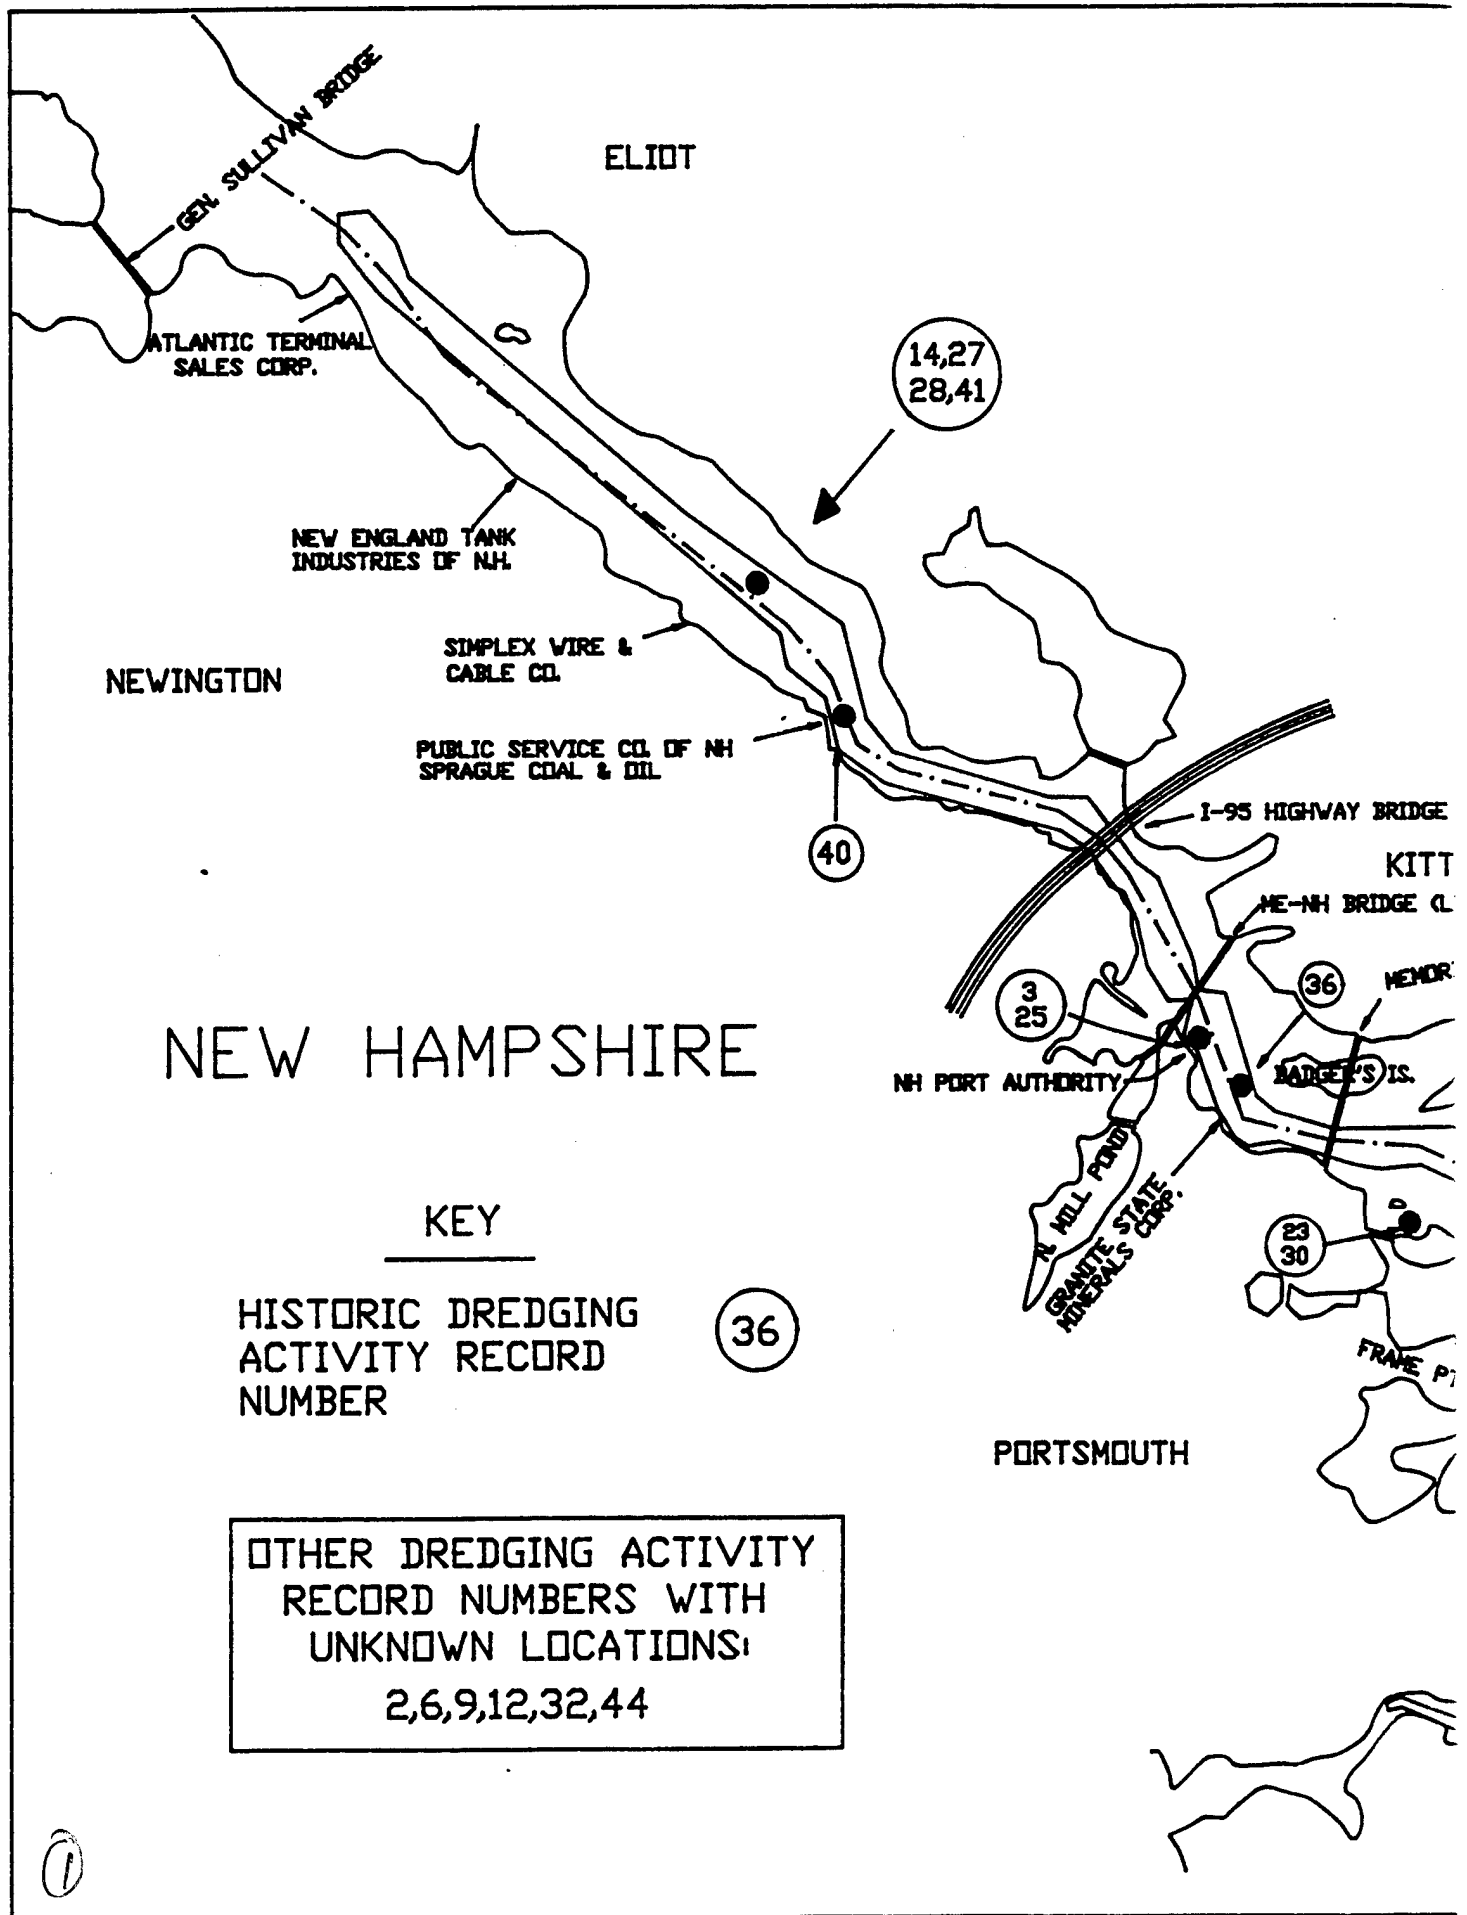 GEN. SULLIVAN BRIDGE
ELIOT
ATLANTIC TERMINAL
SALES CORP.
14,27
28,41
NEW ENGLAND TANK
INDUSTRIES OF N.H.
SIMPLEX WIRE &
CABLE CO.
NEWINGTON
PUBLIC SERVICE CO. OF NH
SPRAGUE COAL & OIL
40
I-95 HIGHWAY BRIDGE
KITT
ME-NH BRIDGE (L
36
MEMOR
3
25
NEW HAMPSHIRE
NH PORT AUTHORITY
BADGER'S IS.
N. MILL POND
GRANITE STATE
MINERALS CORP.
D
23
30
KEY
HISTORIC DREDGING
ACTIVITY RECORD
NUMBER
36
FRAME PT
PORTSMOUTH
OTHER DREDGING ACTIVITY
RECORD NUMBERS WITH
UNKNOWN LOCATIONS:
2,6,9,12,32,44
1